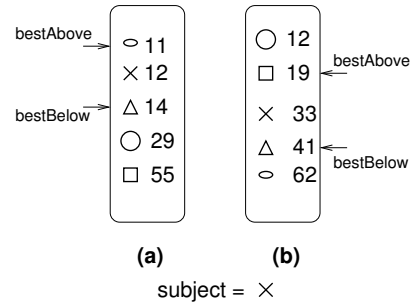 bestAbove
11
12
14
bestBelow
29
55
(a)
12
19
bestAbove
33
41
bestBelow
62
(b)
subject = ×